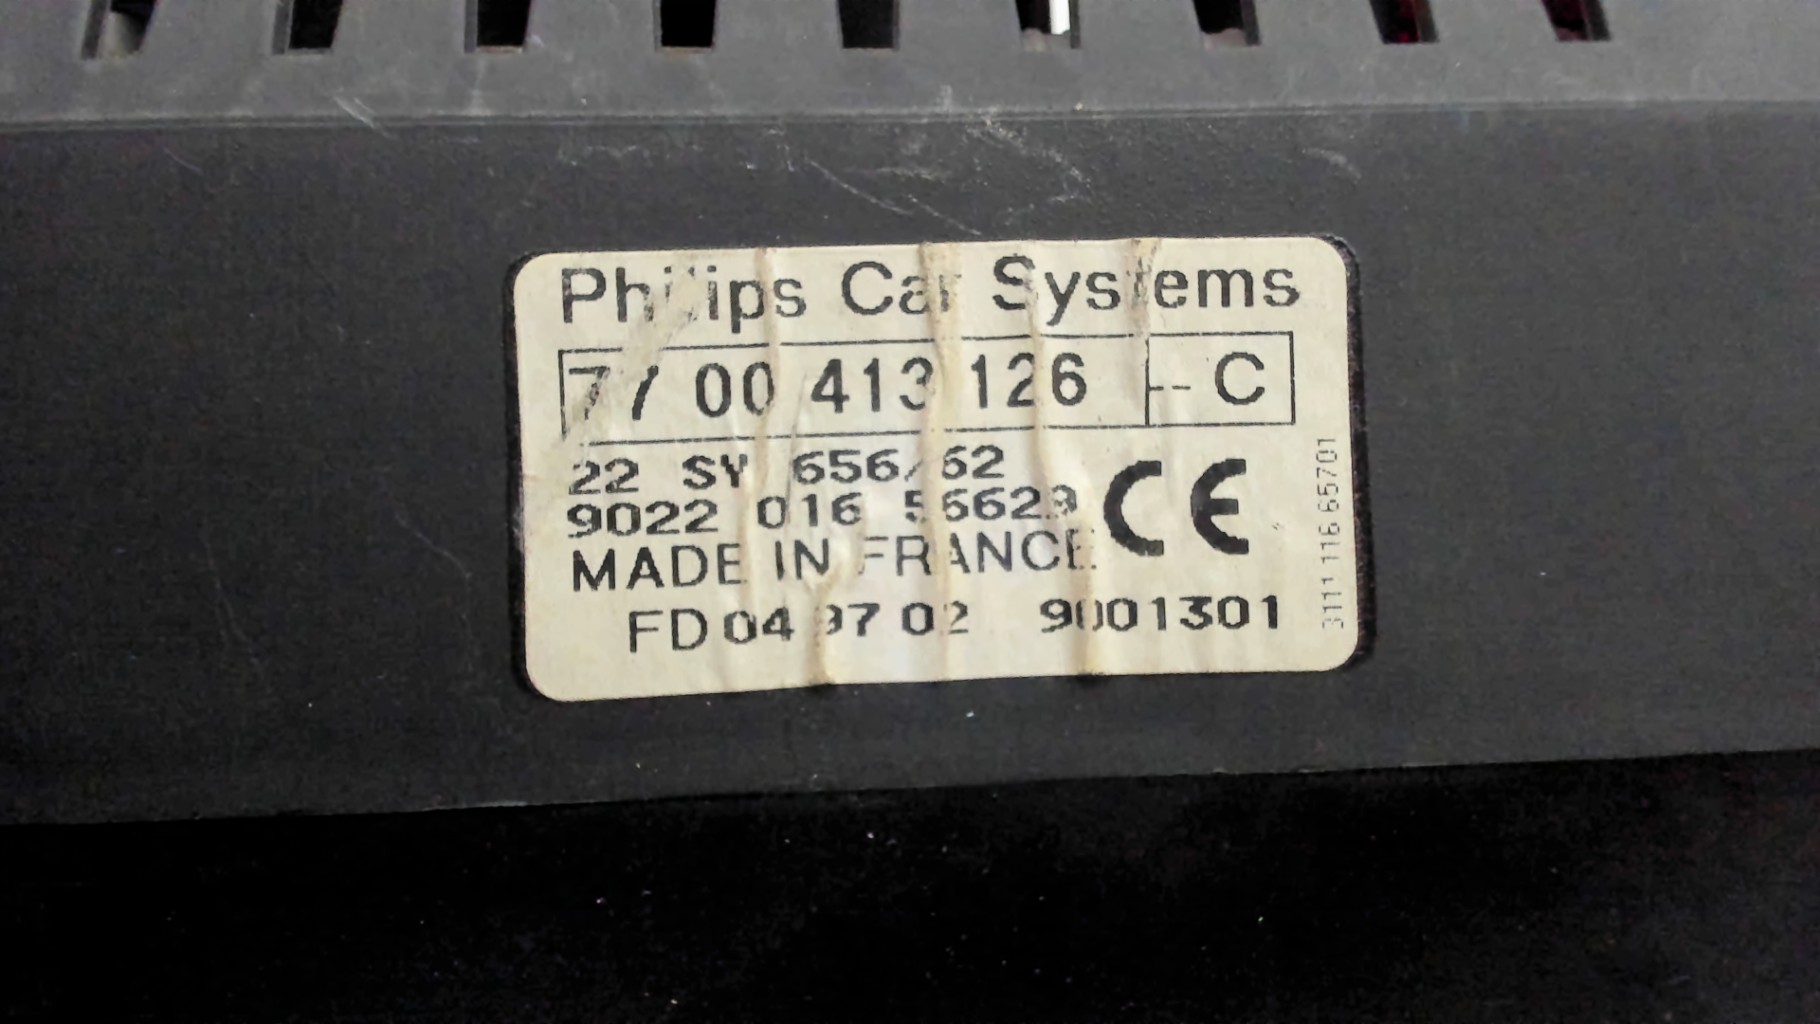 Philips Car Systems
77 00 413 126 -- C
22 SY 656/62
9022 016 56629
CE
MADE IN FRANCE
FD 04 97 02 9001301
3111 116 65701